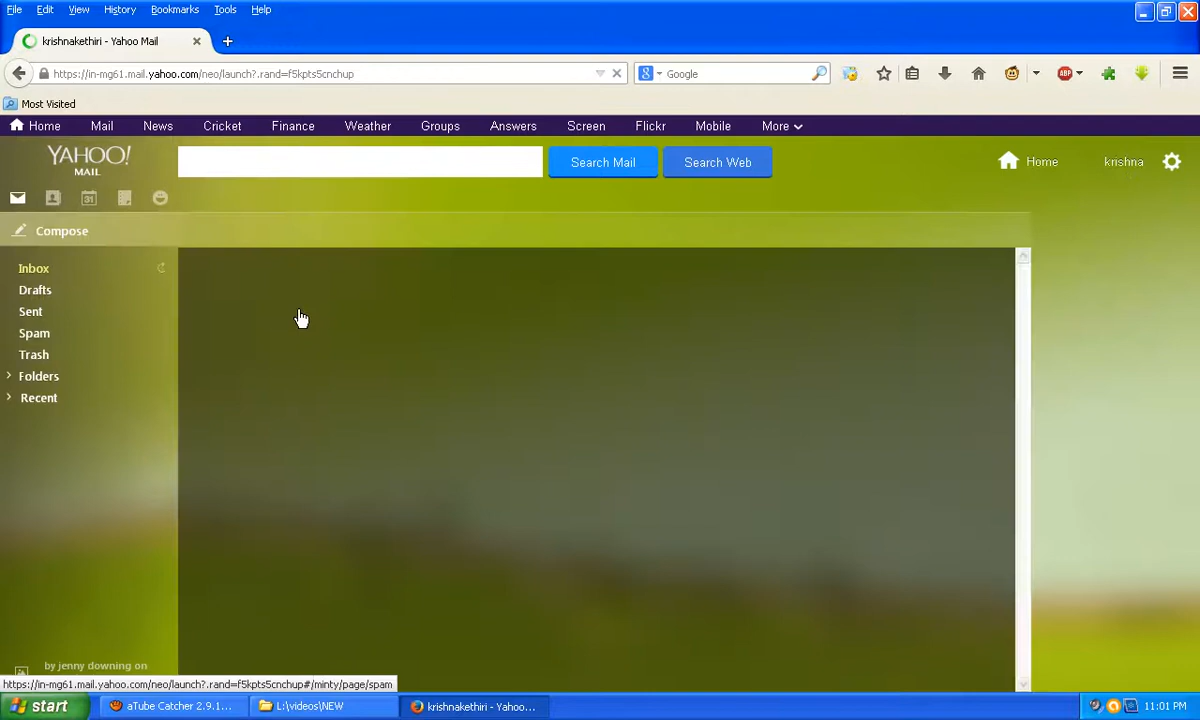 File Edit View History Bookmarks Tools Help
krishnakethiri - Yahoo Mail
https://in-mg61.mail.yahoo.com/neo/launch?.rand=f5kpts5cnchup
Google
ABP
Most Visited
Home Mail News Cricket Finance Weather Groups Answers Screen Flickr Mobile More
YAHOO!
MAIL
Search Mail Search Web Home krishna
31
Compose
Inbox
Drafts
Sent
Spam
Trash
Folders
Recent
by jenny downing on
https://in-mg61.mail.yahoo.com/neo/launch?.rand=f5kpts5cnchup#/minty/page/spam
start aTube Catcher 2.9.1... L:\videos\NEW krishnakethiri - Yahoo... 11:01 PM